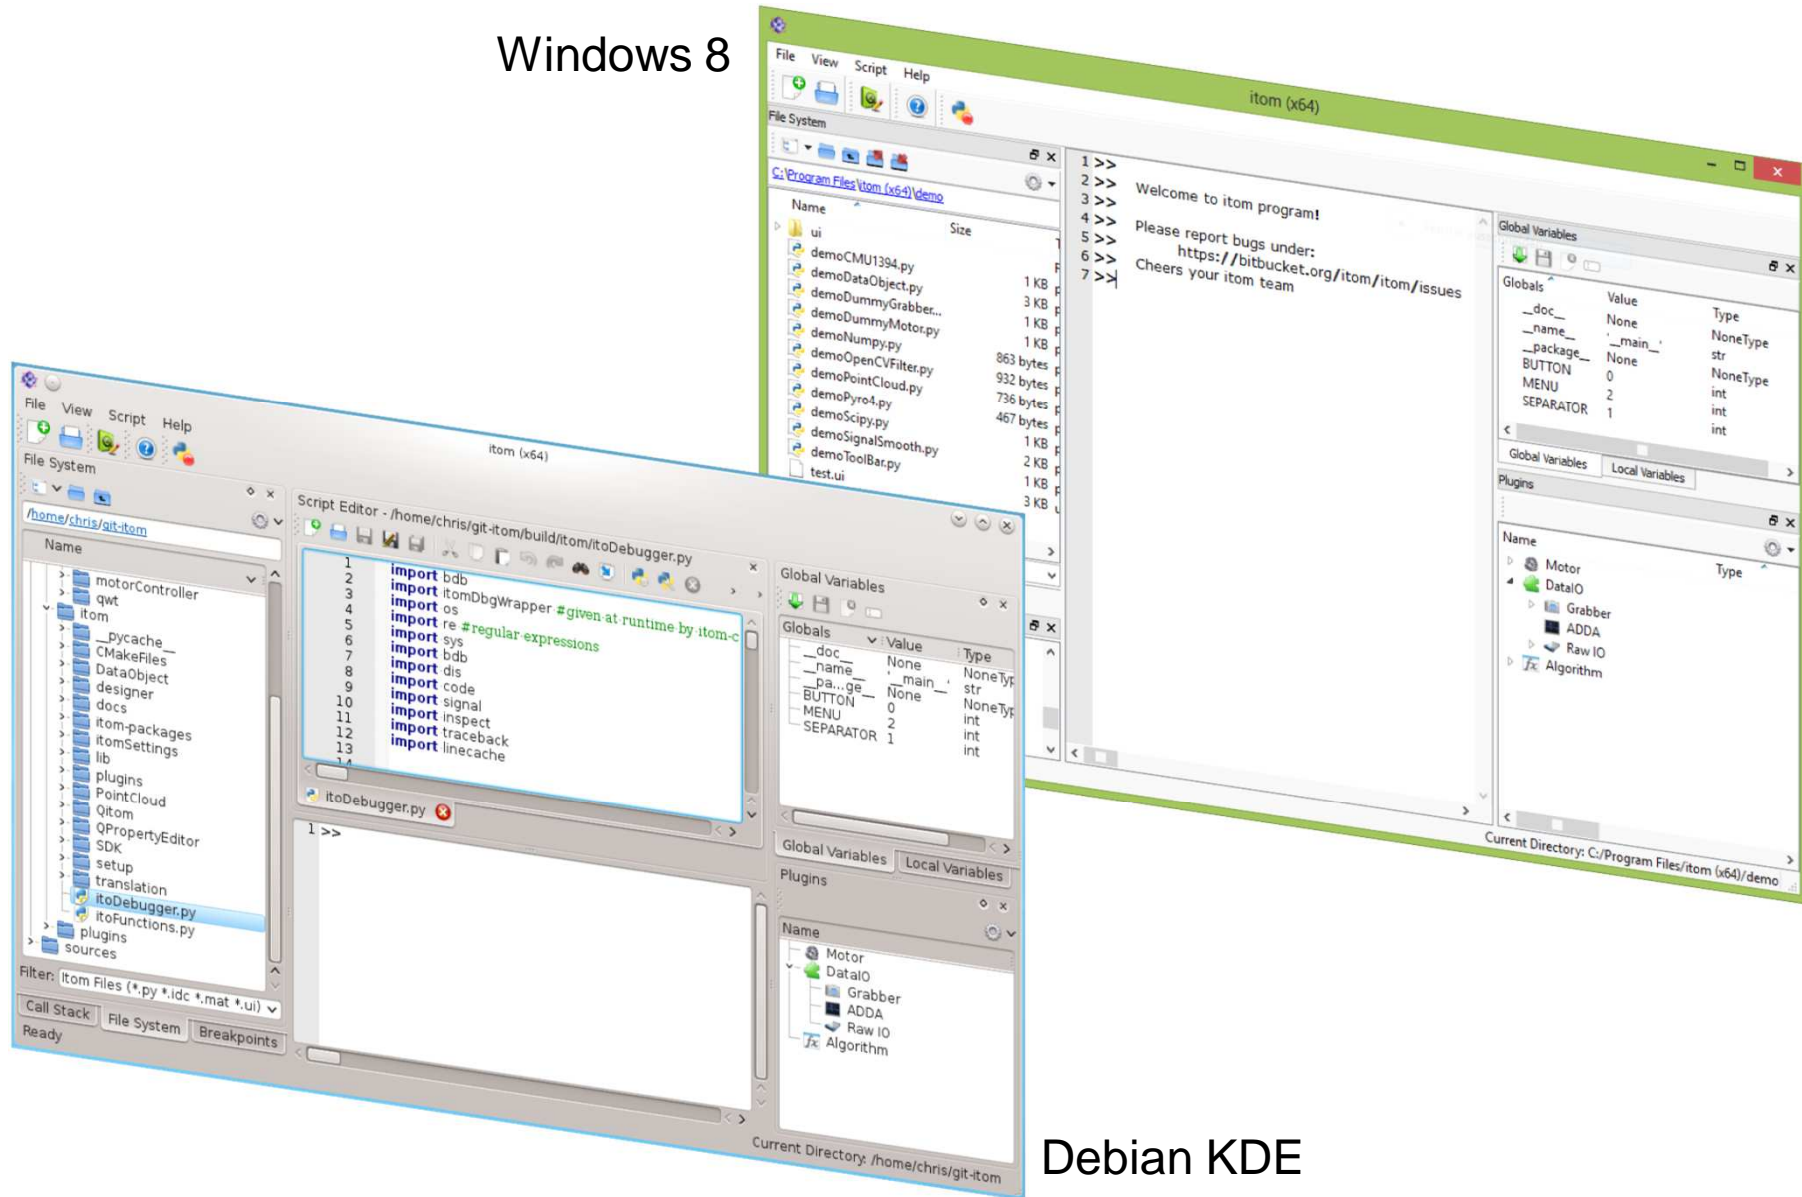 Windows 8
itom (x64)
File View Script Help
File System
C:\Program Files\itom (x64)\demo
Name Size
ui
demoCMU1394.py 1 KB
demoDataObject.py 3 KB
demoDummyGrabber... 1 KB
demoDummyMotor.py 1 KB
demoNumpy.py 863 bytes
demoOpenCVFilter.py 932 bytes
demoPointCloud.py 736 bytes
demoPyro4.py 467 bytes
demoScipy.py 1 KB
demoSignalSmooth.py 2 KB
demoToolBar.py 1 KB
test.ui 3 KB
1 >>
2 >> Welcome to itom program!
3 >>
4 >> Please report bugs under:
5 >> https://bitbucket.org/itom/itom/issues
6 >> Cheers your itom team
7 >>
Global Variables
Globals Value Type
__doc__ None NoneType
__name__ '__main__' str
__package__ None NoneType
BUTTON 0 int
MENU 2 int
SEPARATOR 1 int
Global Variables Local Variables
Plugins
Name Type
Motor
DataIO
Grabber
ADDA
Raw IO
Algorithm
Current Directory: C:/Program Files/itom (x64)/demo
itom (x64)
File View Script Help
File System
/home/chris/git-itom
Name
motorController
qwt
itom
__pycache__
CMakeFiles
DataObject
designer
docs
itom-packages
itomSettings
lib
plugins
PointCloud
Qitom
QPropertyEditor
SDK
setup
translation
itoDebugger.py
itoFunctions.py
plugins
sources
Filter: Itom Files (*.py *.idc *.mat *.ui)
Call Stack File System Breakpoints
Ready
Script Editor - /home/chris/git-itom/build/itom/itoDebugger.py
1 import bdb
2 import itomDbgWrapper #given at runtime by itom-c
3 import os
4 import re #regular expressions
5 import sys
6 import bdb
7 import dis
8 import code
9 import signal
10 import inspect
11 import traceback
12 import linecache
13
14
itoDebugger.py
1 >>
Global Variables
Globals Value Type
__doc__ None NoneTyp
__name__ '__main__' str
__pa...ge__ None NoneTyp
BUTTON 0 int
MENU 2 int
SEPARATOR 1 int
Global Variables Local Variables
Plugins
Name
Motor
DataIO
Grabber
ADDA
Raw IO
Algorithm
Current Directory: /home/chris/git-itom
Debian KDE